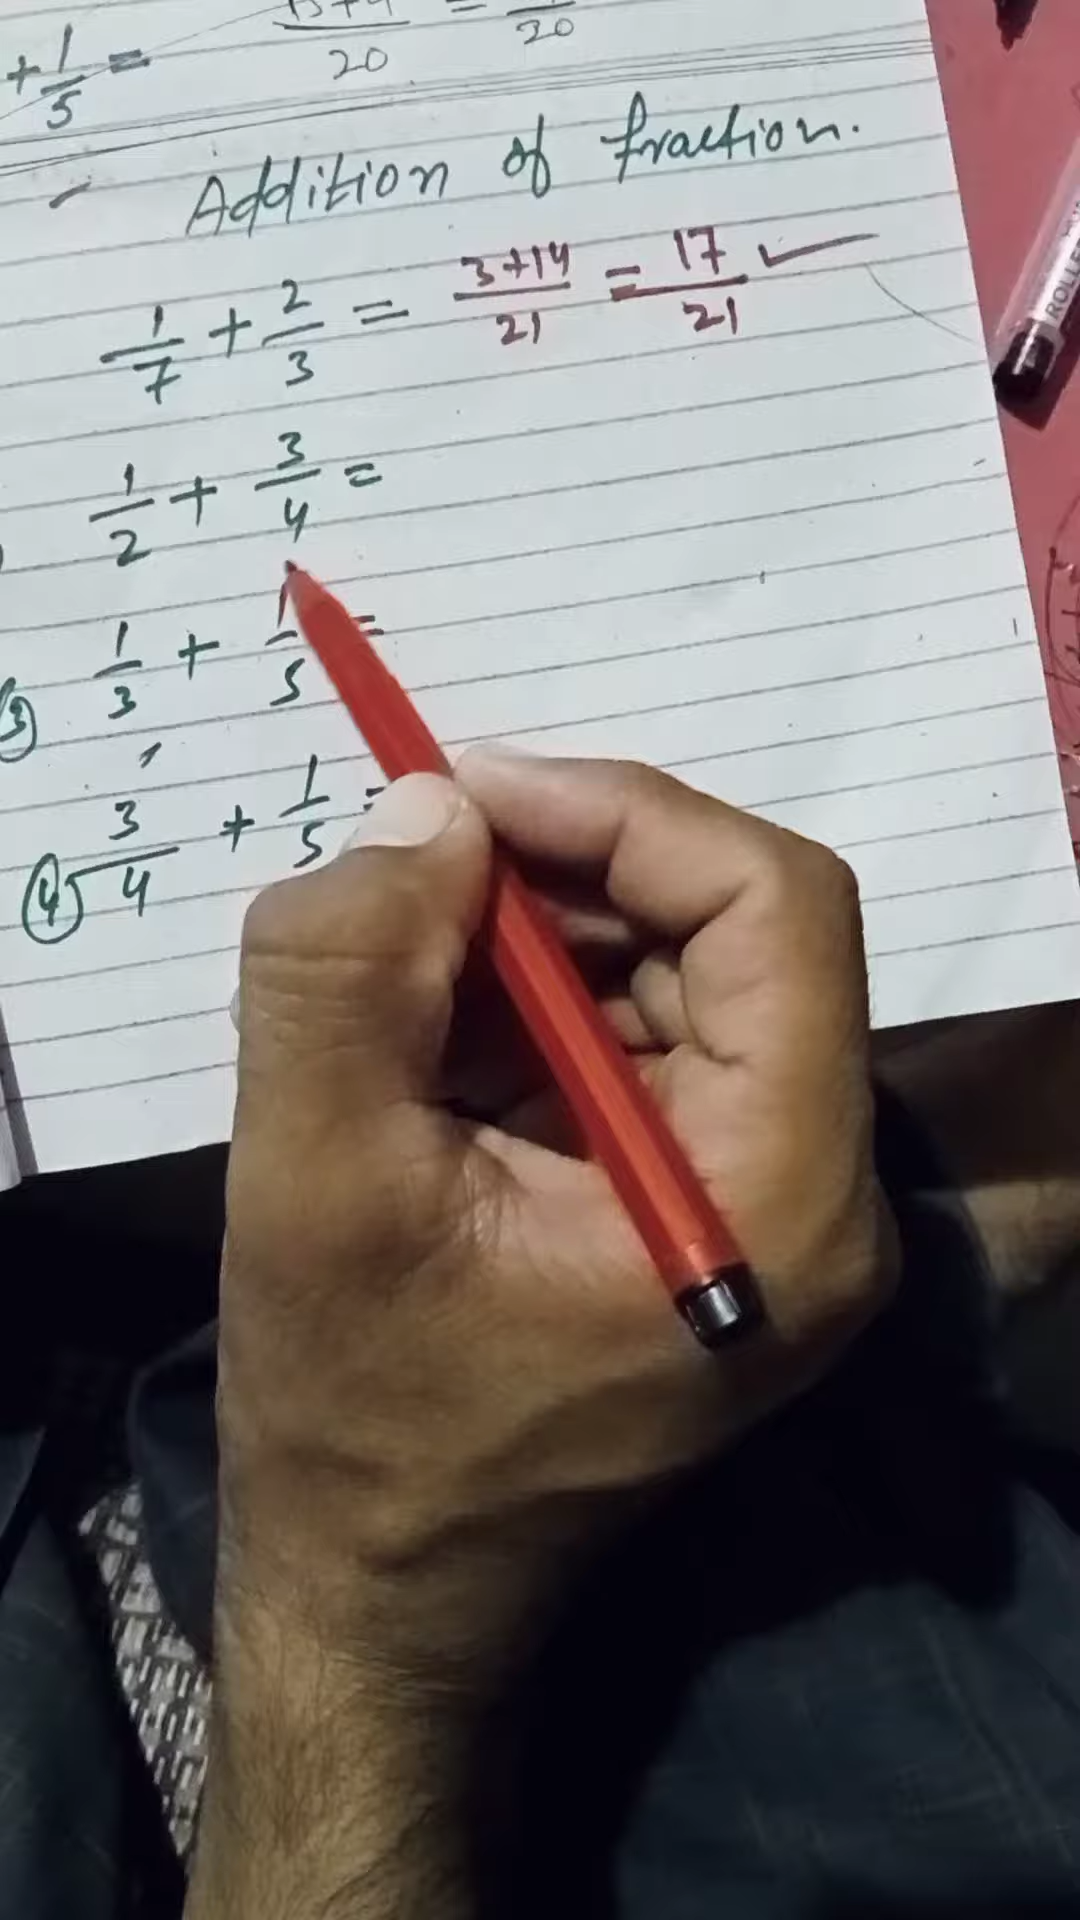 + 1/5 = /20 = /20
Addition of fraction.
1/7 + 2/3 = 3+14/21 = 17/21 ✓
1/2 + 3/4 =
③ 1/3 + 1/5 =
④ 3/4 + 1/5 =
ROLLE